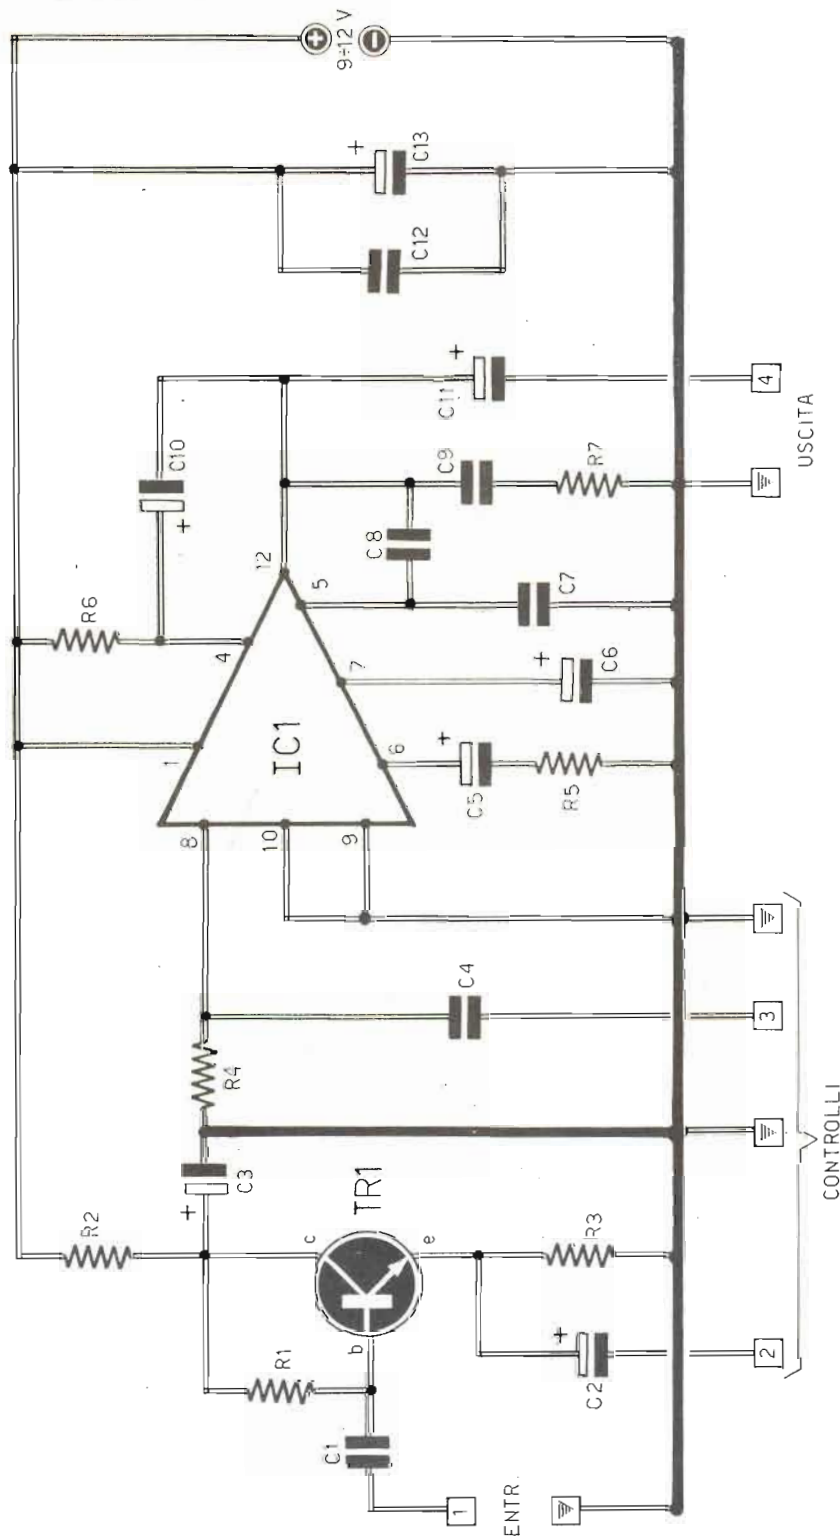 R2
R1
C1
1
ENTR.
b
c
e
TR1
+
C3
R4
R3
+
C2
2
CONTROLLI
3
C4
8
10
9
IC1
1
4
12
5
7
6
R6
C10
+
+
C5
R5
+
C6
C7
C8
C9
R7
+
C11
4
USCITA
C12
+
C13
+
9÷12 V
−